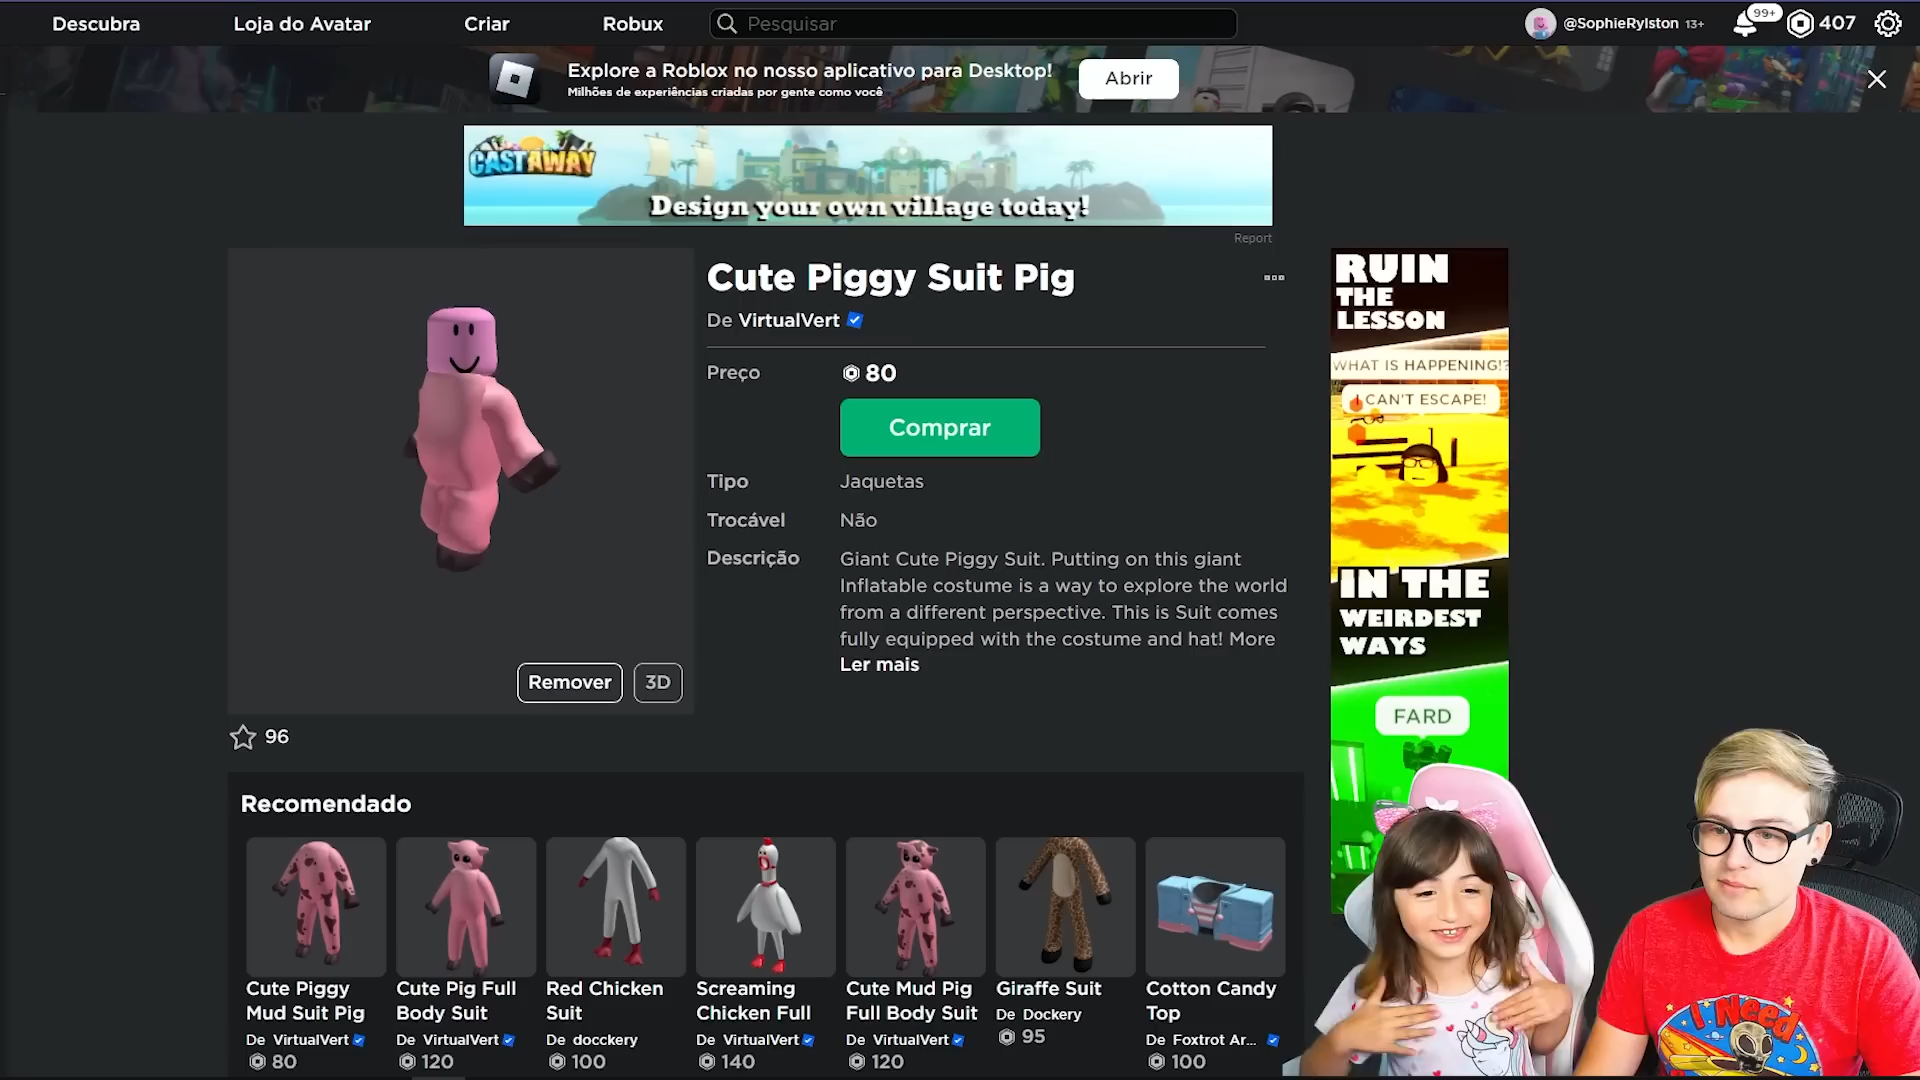 Descubra
Loja do Avatar
Criar
Robux
Pesquisar
@SophieRylston 13+
99+
407
Explore a Roblox no nosso aplicativo para Desktop!
Milhões de experiências criadas por gente como você
Abrir
CASTAWAY
Design your own village today!
Report
Cute Piggy Suit Pig
De VirtualVert
Preço
80
Comprar
Tipo
Jaquetas
Trocável
Não
Descrição
Giant Cute Piggy Suit. Putting on this giant
Inflatable costume is a way to explore the world
from a different perspective. This is Suit comes
fully equipped with the costume and hat! More
Ler mais
Remover
3D
96
RUIN
THE
LESSON
WHAT IS HAPPENING!?
I CAN'T ESCAPE!
IN THE
WEIRDEST
WAYS
FARD
Recomendado
Cute Piggy
Mud Suit Pig
De VirtualVert
80
Cute Pig Full
Body Suit
De VirtualVert
120
Red Chicken
Suit
De docckery
100
Screaming
Chicken Full
De VirtualVert
140
Cute Mud Pig
Full Body Suit
De VirtualVert
120
Giraffe Suit
De Dockery
95
Cotton Candy
Top
De Foxtrot Ar...
100
I Need